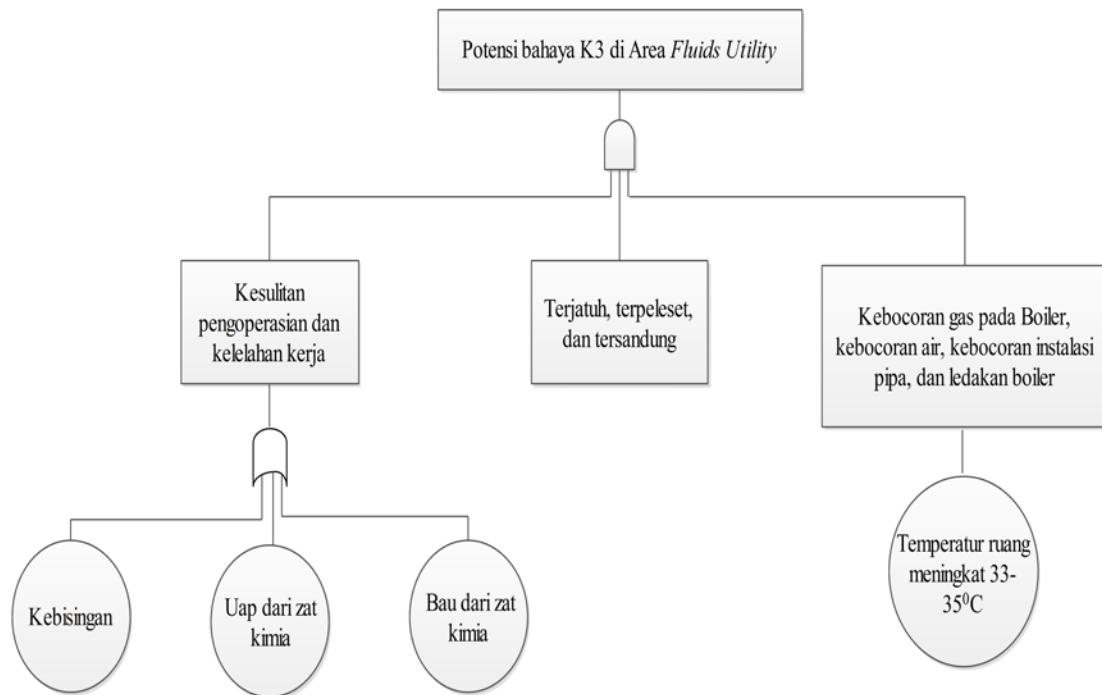 Potensi bahaya K3 di Area Fluids Utility
Kesulitan
pengoperasian dan
kelelahan kerja
Terjatuh, terpeleset,
dan tersandung
Kebocoran gas pada Boiler,
kebocoran air, kebocoran instalasi
pipa, dan ledakan boiler
Kebisingan
Uap dari zat
kimia
Bau dari zat
kimia
Temperatur ruang
meningkat 33-
35⁰C